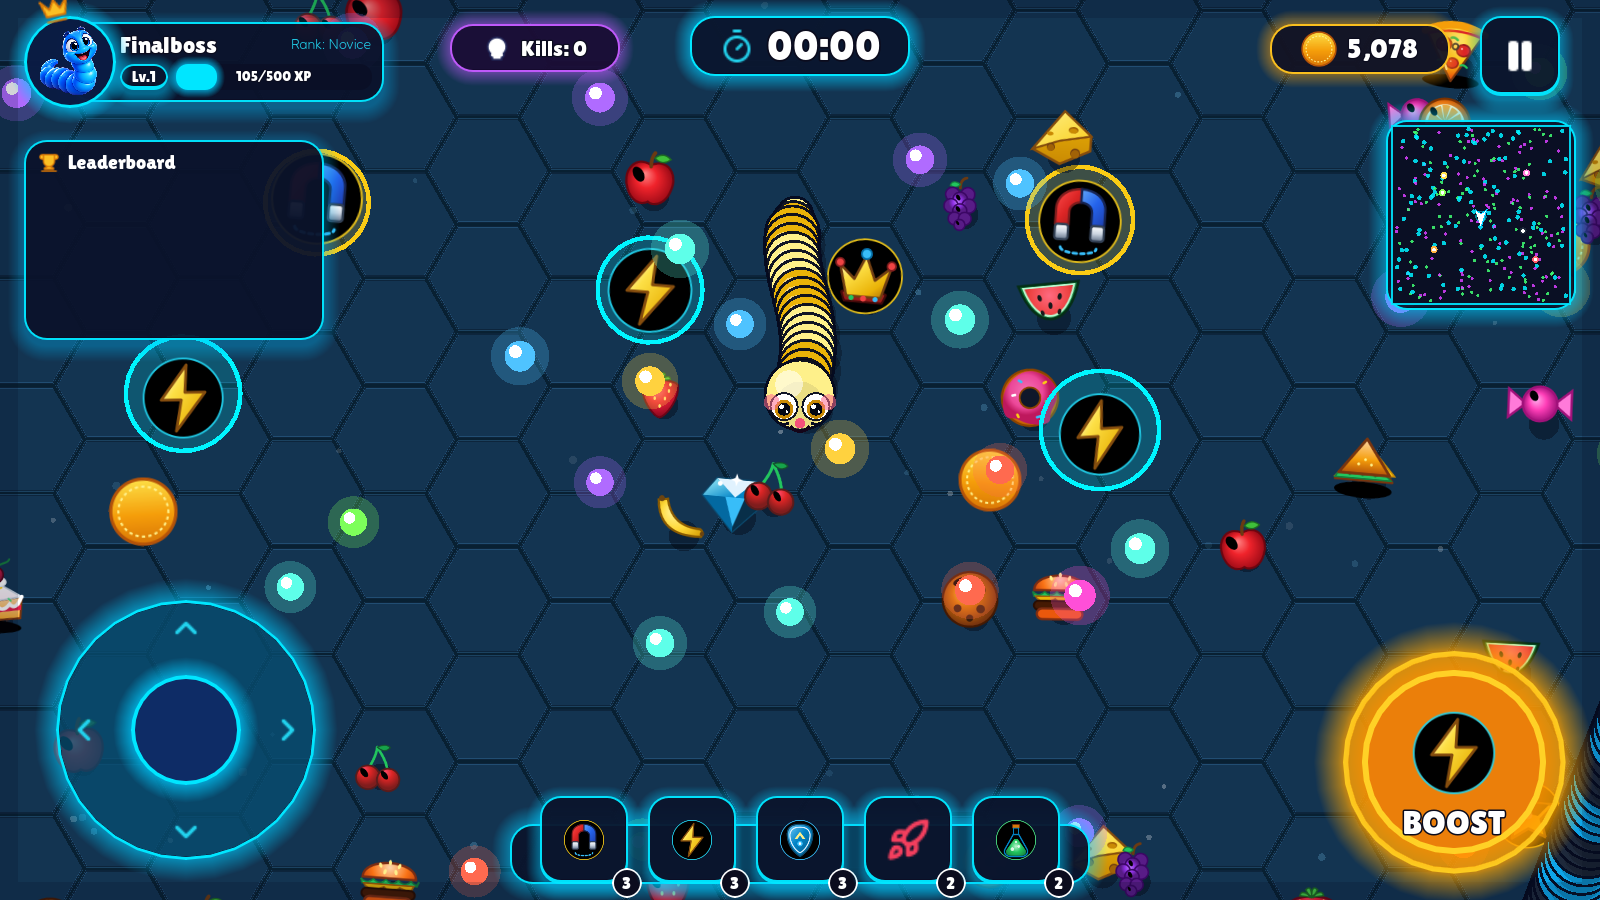 Finalboss
Rank: Novice
Lv.1
105/500 XP
Kills: 0
00:00
5,078
Leaderboard
BOOST
3
3
3
2
2